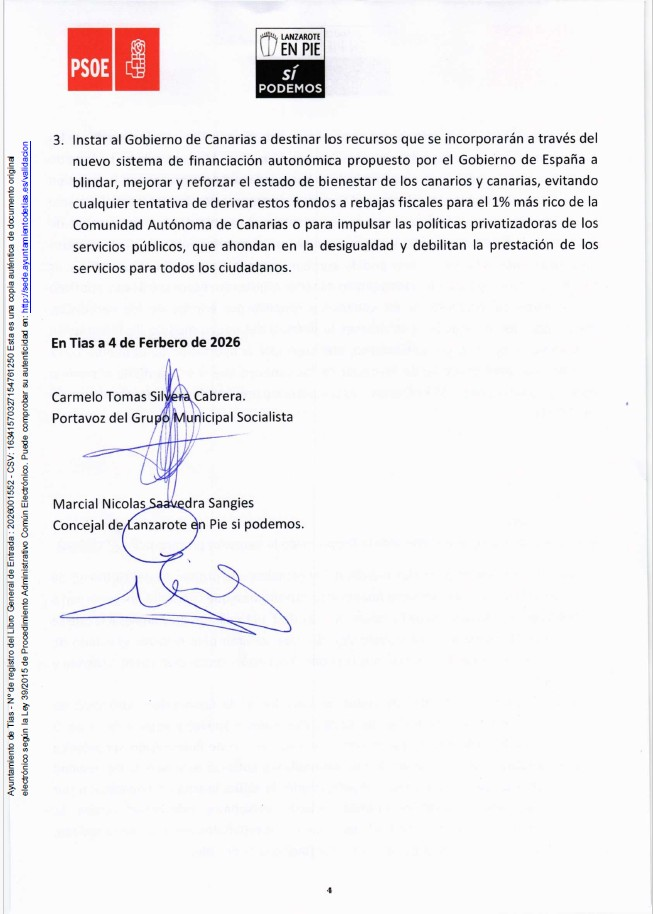 PSOE
LANZAROTE
EN PIE
sí
PODEMOS
3. Instar al Gobierno de Canarias a destinar los recursos que se incorporarán a través del
nuevo sistema de financiación autonómica propuesto por el Gobierno de España a
blindar, mejorar y reforzar el estado de bienestar de los canarios y canarias, evitando
cualquier tentativa de derivar estos fondos a rebajas fiscales para el 1% más rico de la
Comunidad Autónoma de Canarias o para impulsar las políticas privatizadoras de los
servicios públicos, que ahondan en la desigualdad y debilitan la prestación de los
servicios para todos los ciudadanos.
En Tias a 4 de Ferbero de 2026
Carmelo Tomas Silvera Cabrera.
Portavoz del Grupo Municipal Socialista
Marcial Nicolas Saavedra Sangies
Concejal de Lanzarote en Pie si podemos.
4
Ayuntamiento de Tías - Nº de registro del Libro General de Entrada: 2026001552 - CSV: 16341570327154701250 Esta es una copia auténtica de documento original
electrónico según la Ley 39/2015 de Procedimiento Administrativo Común Electrónico. Puede comprobar su autenticidad en: http://sede.ayuntamientodetias.es/validacion